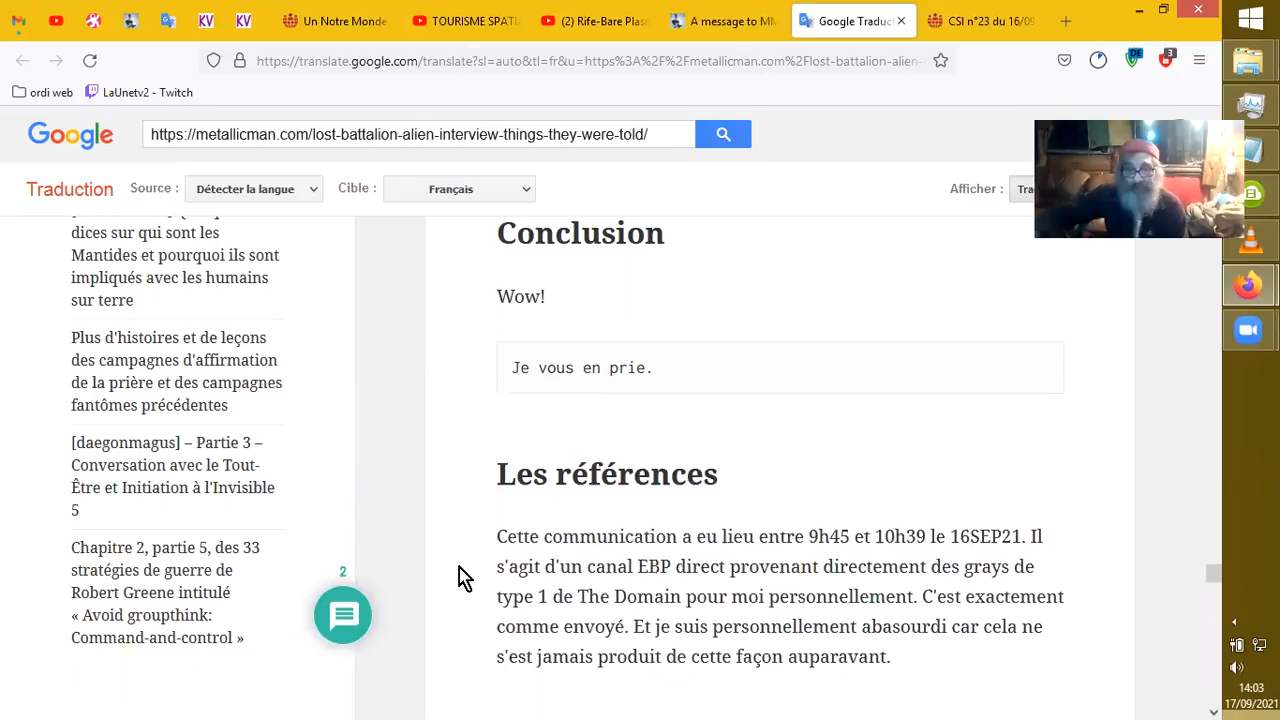 Un Notre Monde
TOURISME SPATI
(2) Rife-Bare Plasm
A message to MM
Google Traduc
CSI n°23 du 16/09
https://translate.google.com/translate?sl=auto&tl=fr&u=https%3A%2F%2Fmetallicman.com%2Flost-battalion-alien-
DE
3
ordi web
LaUnetv2 - Twitch
Google
https://metallicman.com/lost-battalion-alien-interview-things-they-were-told/
Traduction
Source :
Détecter la langue
Cible :
Français
Afficher :
Tra
dices sur qui sont les
Mantides et pourquoi ils sont
impliqués avec les humains
sur terre
Plus d'histoires et de leçons
des campagnes d'affirmation
de la prière et des campagnes
fantômes précédentes
[daegonmagus] – Partie 3 –
Conversation avec le Tout-
Être et Initiation à l'Invisible
5
Chapitre 2, partie 5, des 33
stratégies de guerre de
Robert Greene intitulé
« Avoid groupthink:
Command-and-control »
2
Conclusion
Wow!
Je vous en prie.
Les références
Cette communication a eu lieu entre 9h45 et 10h39 le 16SEP21. Il
s'agit d'un canal EBP direct provenant directement des grays de
type 1 de The Domain pour moi personnellement. C'est exactement
comme envoyé. Et je suis personnellement abasourdi car cela ne
s'est jamais produit de cette façon auparavant.
14:03
17/09/2021